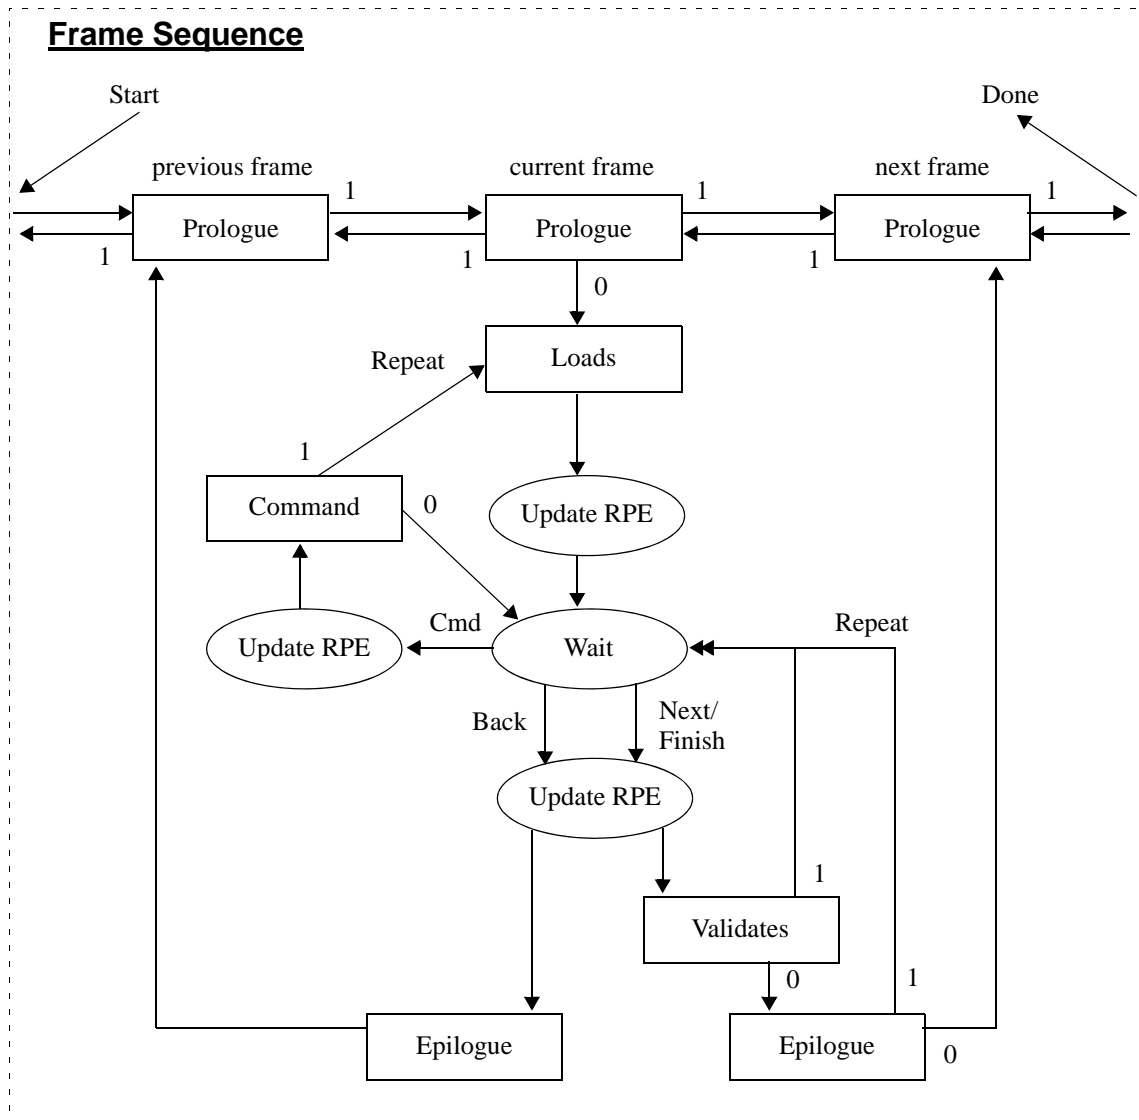 Frame Sequence
Start
Done
previous frame
current frame
next frame
1
1
1
Prologue
Prologue
Prologue
1
1
1
0
Loads
Repeat
1
Command
0
Update RPE
Cmd
Repeat
Update RPE
Wait
Back
Next/
Finish
Update RPE
1
Validates
0
1
Epilogue
Epilogue
0